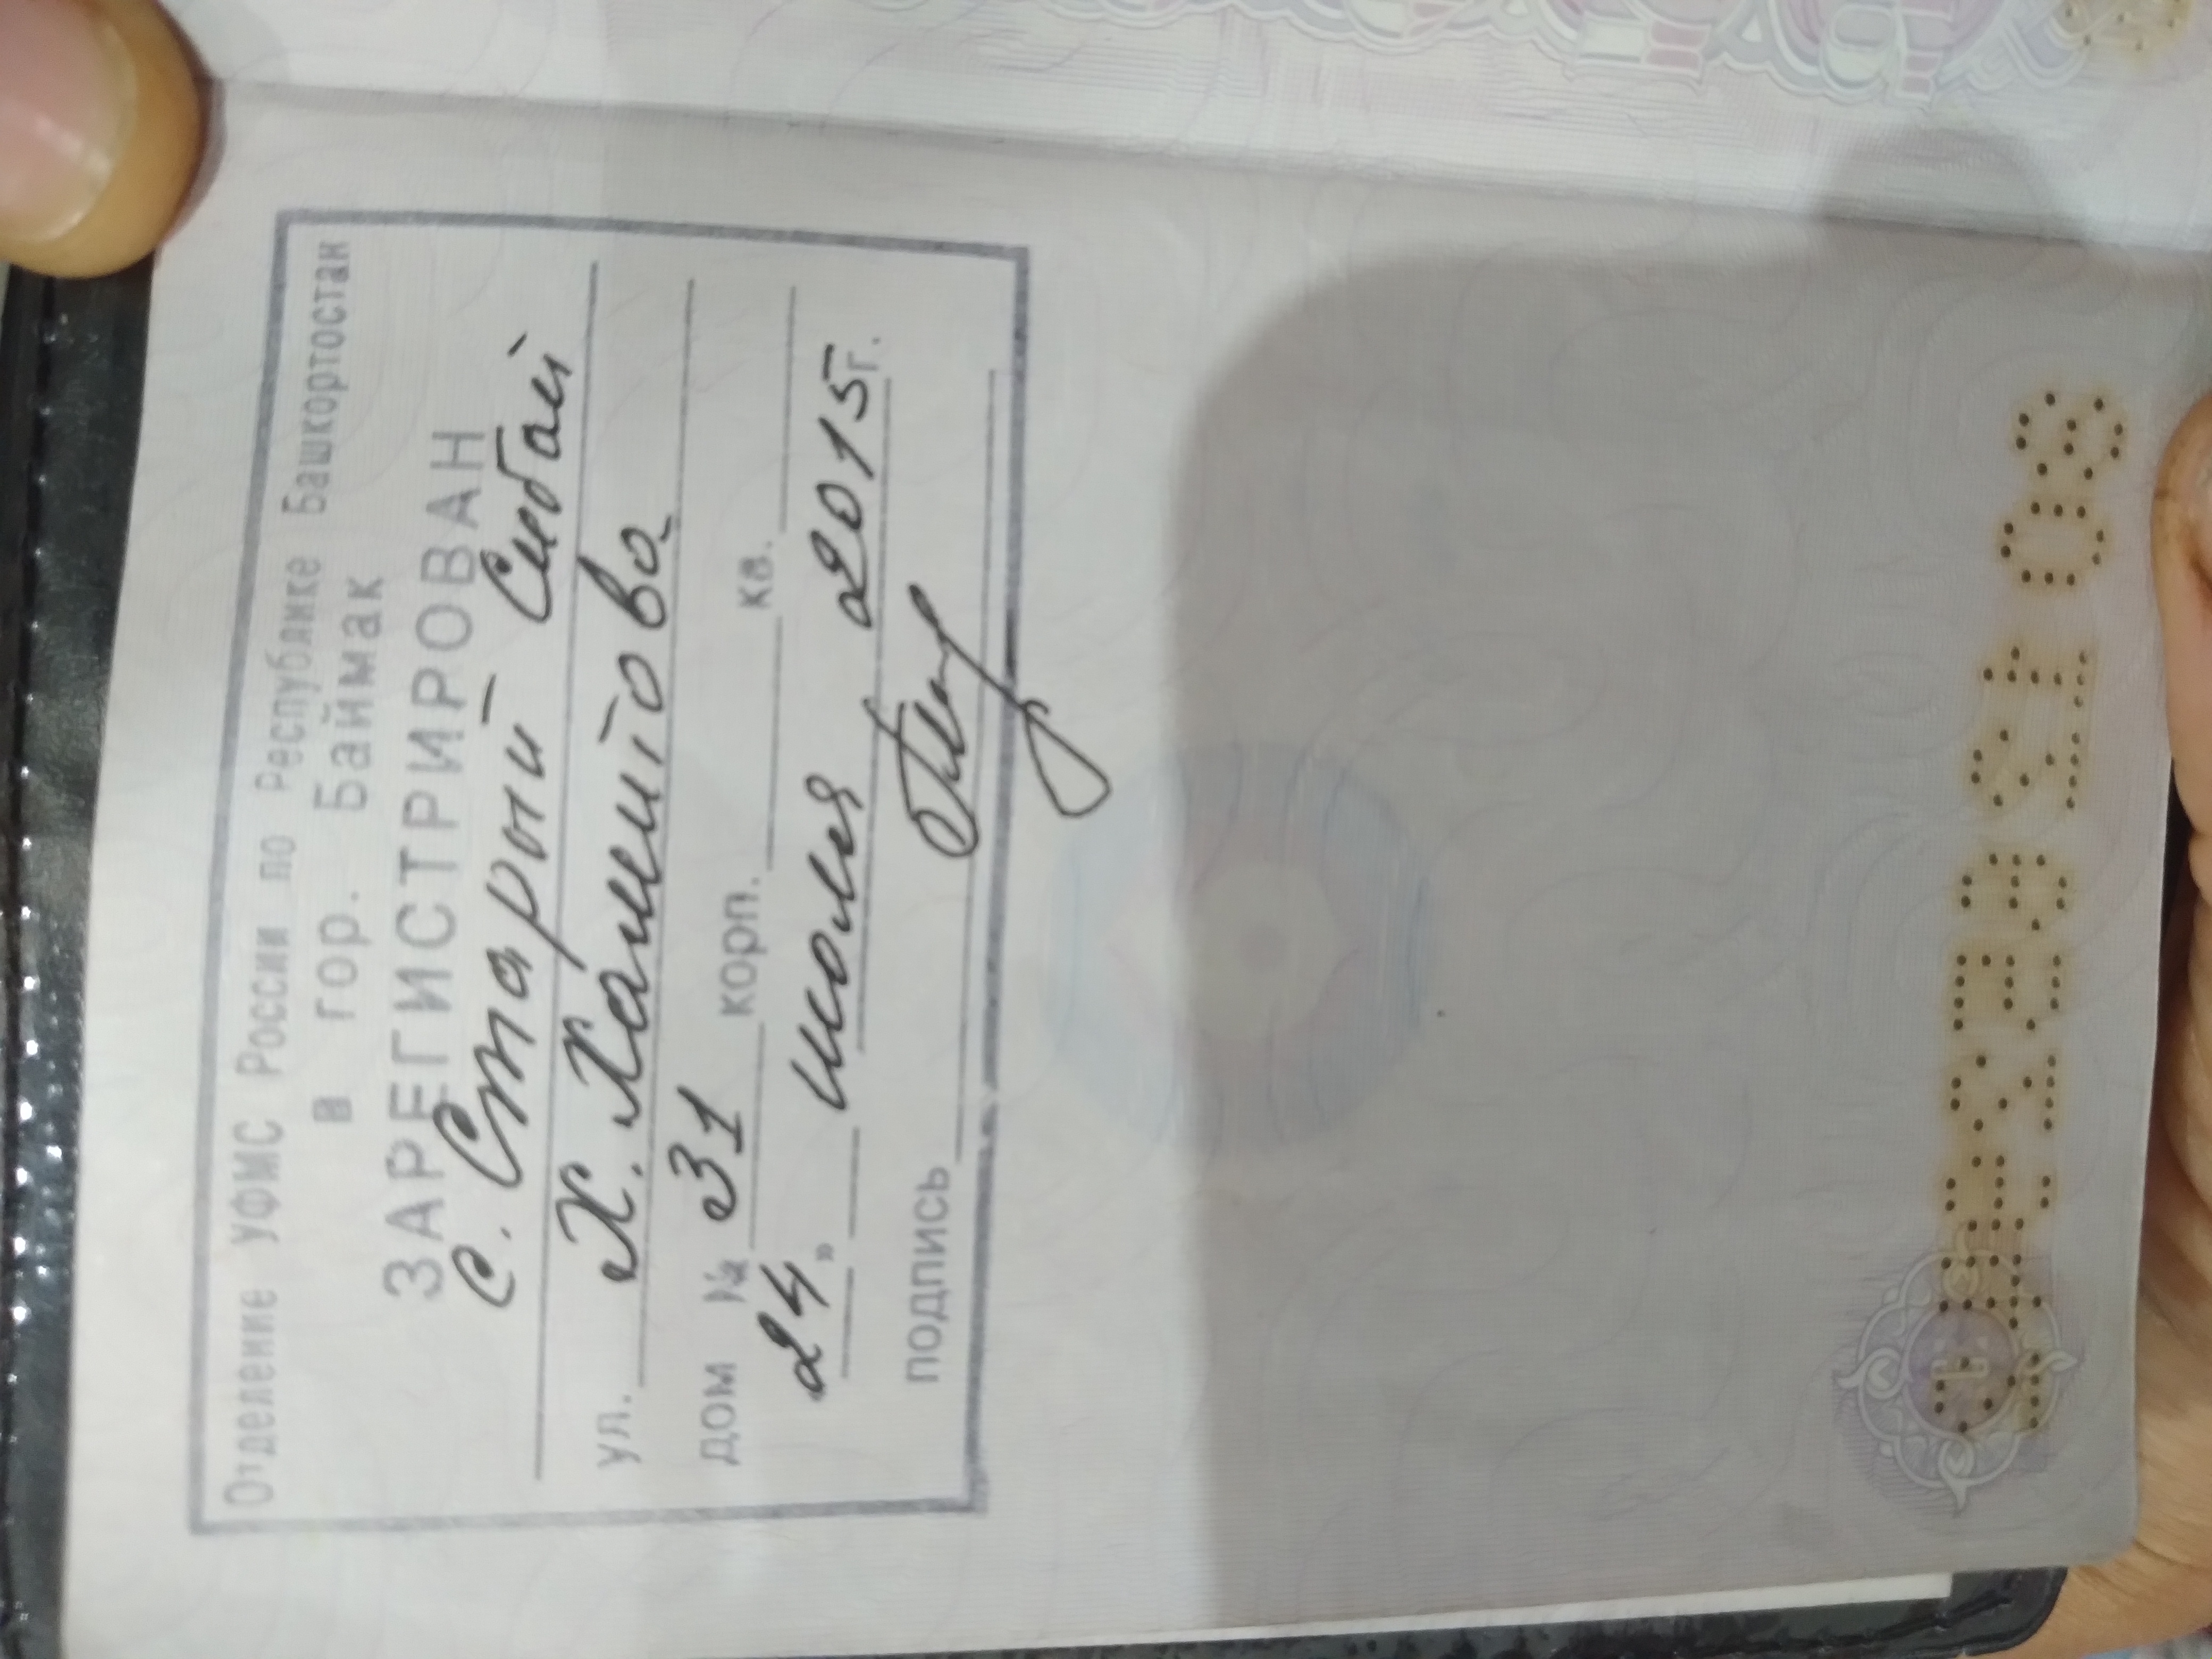 Отделение УФМС России по Республике Башкортостан
в гор. Баймак
ЗАРЕГИСТРИРОВАН
с. Старый Сибай
ул. Х. Хамитова
дом № 31 корп. кв.
24 » июля 2015 г.
подпись